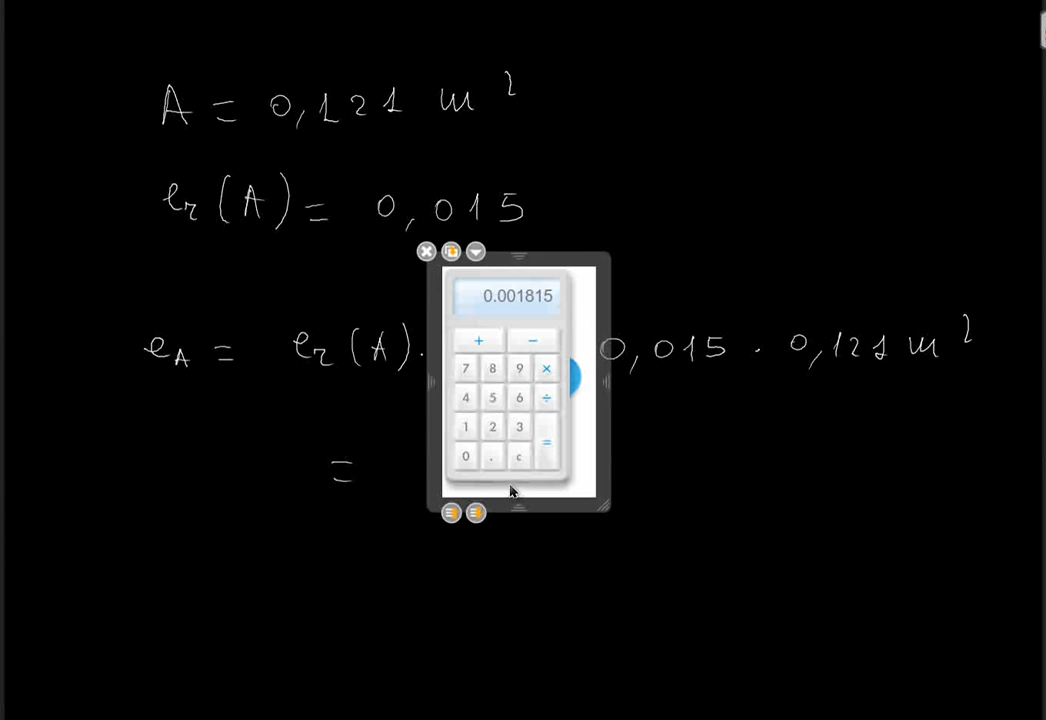 A = 0,121 m²
er(A) = 0,015
eA = er(A). 0,015 . 0,121 m²
=
0.001815
+ −
7 8 9 ×
4 5 6 ÷
1 2 3 =
0 . c